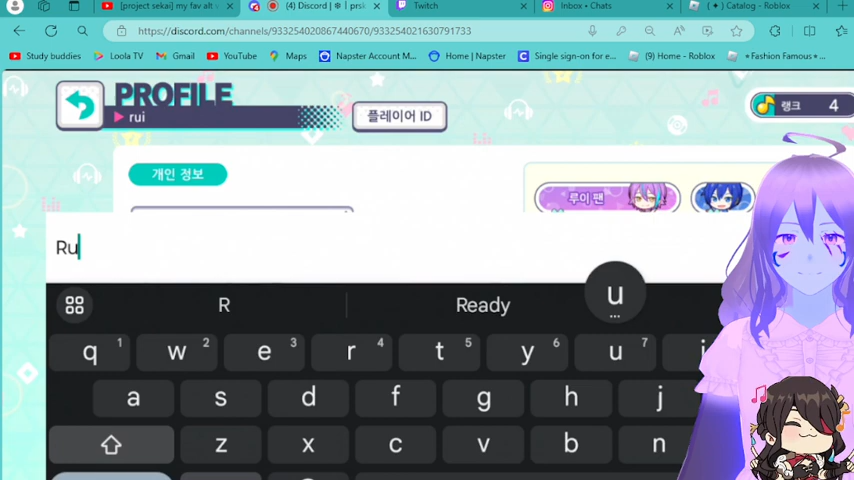 [project sekai] my fav alt v
(4) Discord | ❄ | prsk
Twitch
Inbox • Chats
( ✦ ) Catalog - Roblox
https://discord.com/channels/933254020867440670/933254021630791733
Study buddies
Loola TV
YouTube
Gmail
Maps
Napster Account M...
Home | Napster
Single sign-on for e...
(9) Home - Roblox
⋆Fashion Famous⋆...
PROFILE
rui
플레이어 ID
랭크 4
개인 정보
루이 팬
Ru
R
Ready
u
...
q 1 w 2 e 3 r 4 t 5 y 6 u 7 i
a s d f g h j
z x c v b n